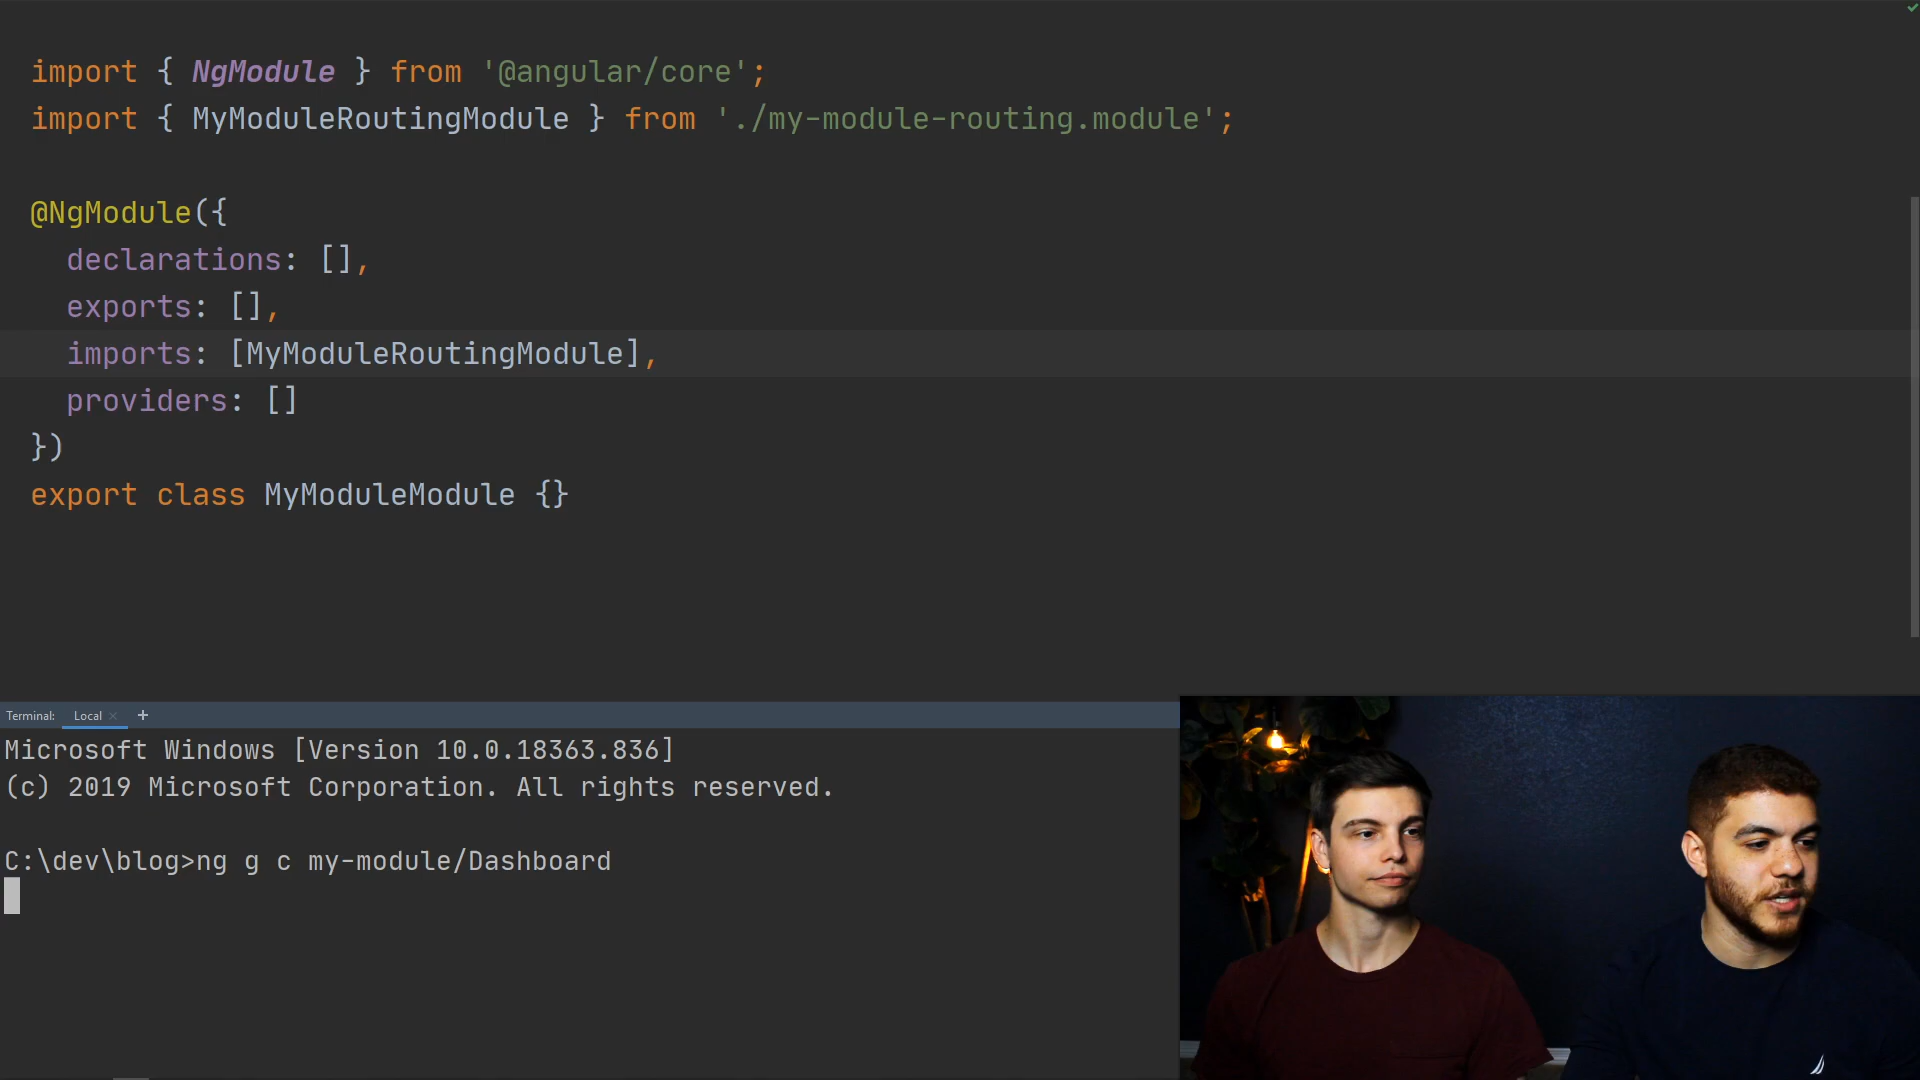 import { NgModule } from '@angular/core';
import { MyModuleRoutingModule } from './my-module-routing.module';
@NgModule({
declarations: [],
exports: [],
imports: [MyModuleRoutingModule],
providers: []
})
export class MyModuleModule {}
Terminal: Local × +
Microsoft Windows [Version 10.0.18363.836]
(c) 2019 Microsoft Corporation. All rights reserved.
C:\dev\blog>ng g c my-module/Dashboard